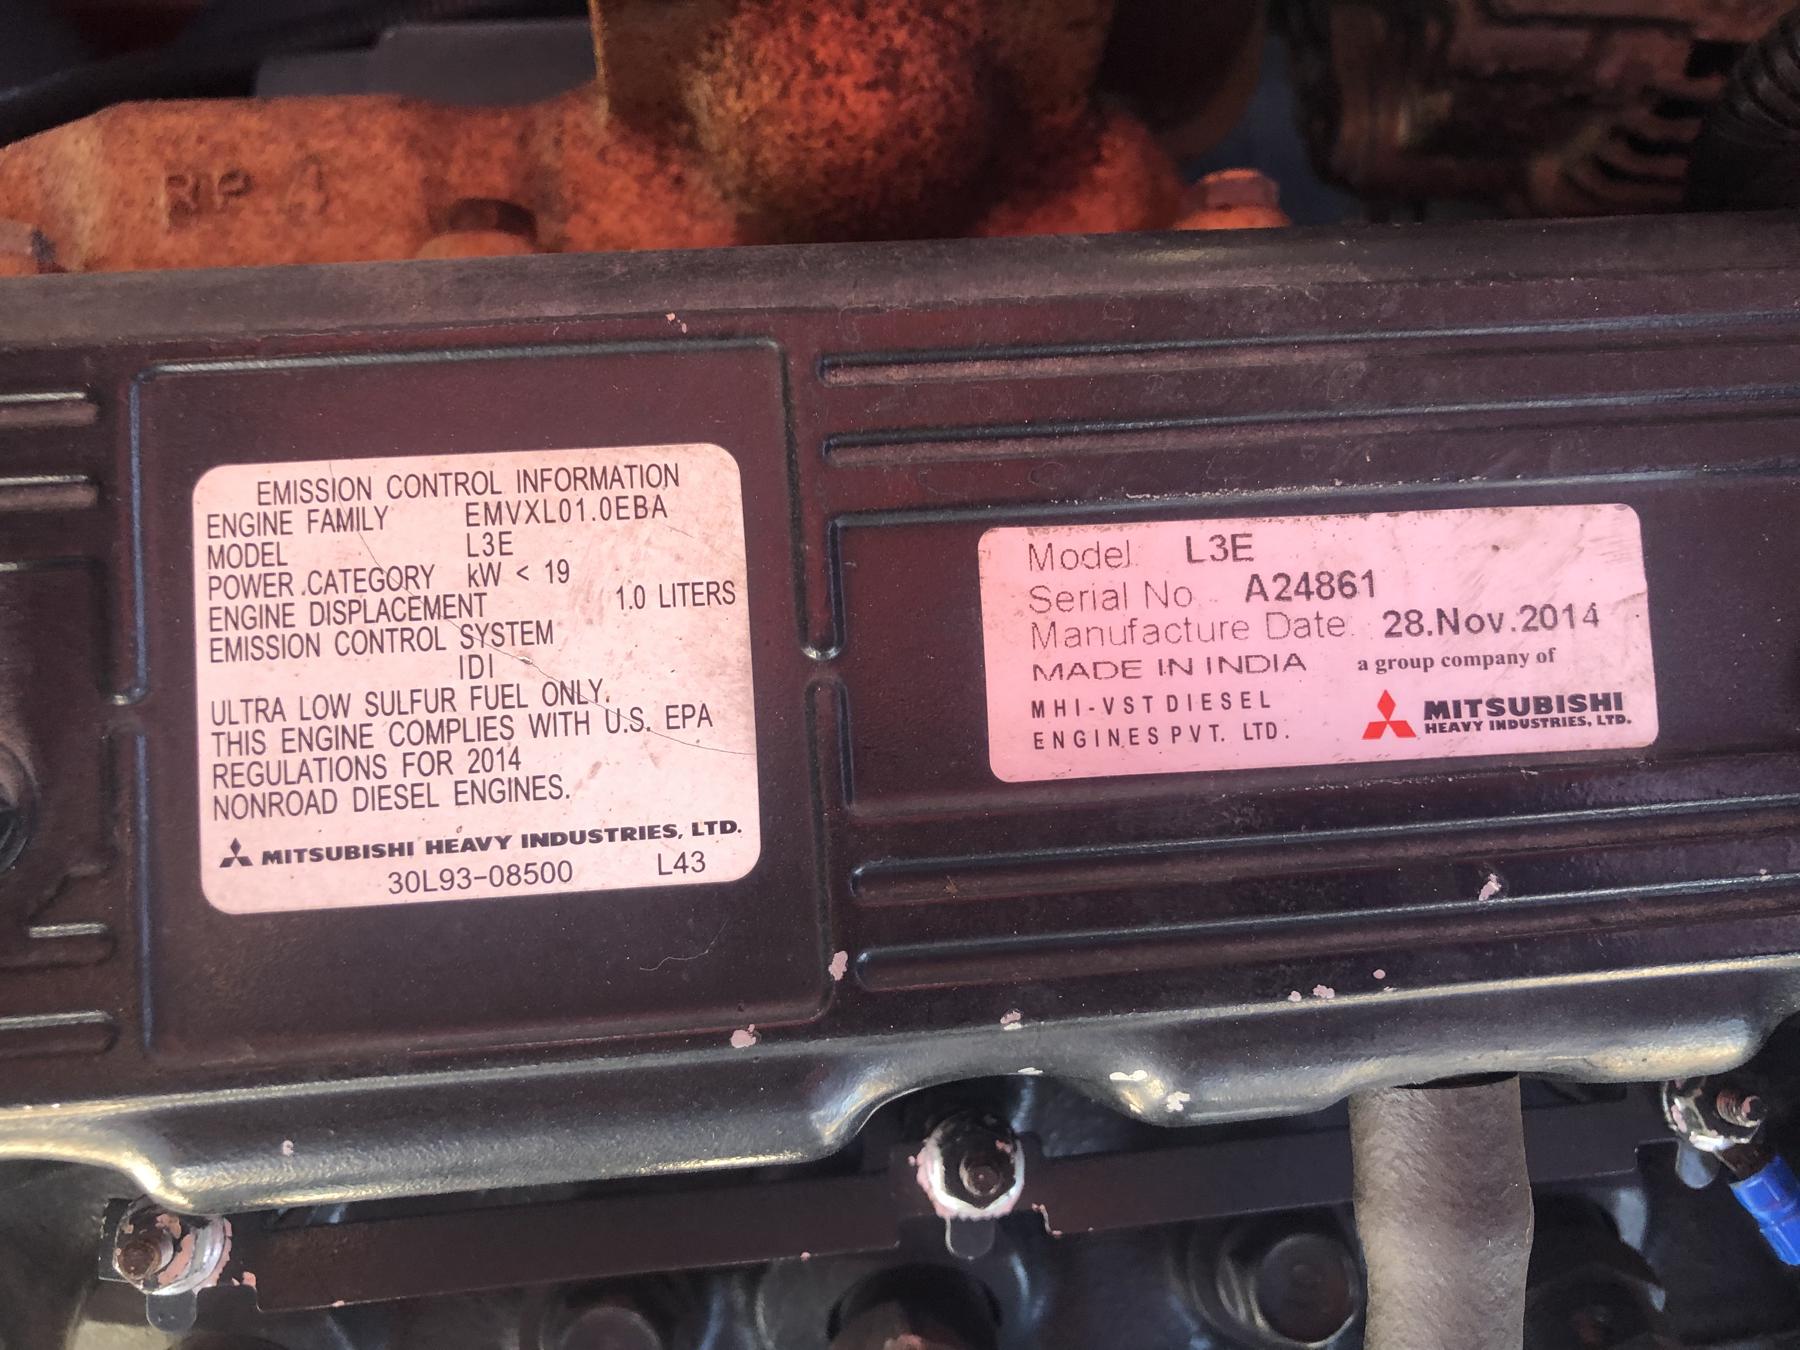 RP A
EMISSION CONTROL INFORMATION
ENGINE FAMILY EMVXL01.0EBA
MODEL L3E
POWER CATEGORY kW < 19
ENGINE DISPLACEMENT 1.0 LITERS
EMISSION CONTROL SYSTEM
IDI
ULTRA LOW SULFUR FUEL ONLY.
THIS ENGINE COMPLIES WITH U.S. EPA
REGULATIONS FOR 2014
NONROAD DIESEL ENGINES.
MITSUBISHI HEAVY INDUSTRIES, LTD.
30L93-08500 L43
Model L3E
Serial No A24861
Manufacture Date 28.Nov.2014
MADE IN INDIA a group company of
MHI-VST DIESEL
ENGINES PVT. LTD.
MITSUBISHI
HEAVY INDUSTRIES, LTD.